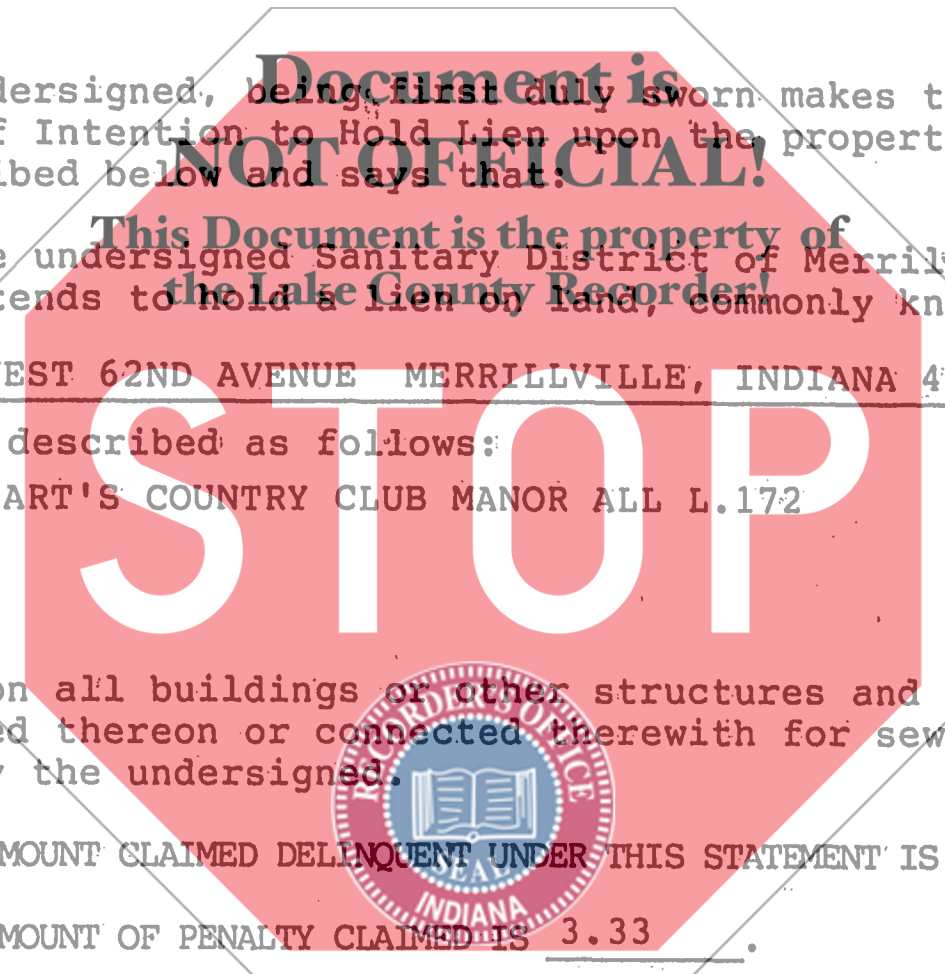 dersigned, being first duly sworn makes t
Document is
f Intention to Hold Lien upon the propert
NOT OFFICIAL!
ibed below and says that:
This Document is the property of
e undersigned Sanitary District of Merrilv
the Lake County Recorder!
tends to hold a lien on land, commonly kn
EST 62ND AVENUE MERRILLVILLE, INDIANA 4
STOP
described as follows:
ART'S COUNTRY CLUB MANOR ALL L.172
on all buildings or other structures and
RECORDER'S OFFICE
ed thereon or connected therewith for sew
y the undersigned.
MOUNT CLAIMED DELINQUENT UNDER THIS STATEMENT IS
SEAL
INDIANA
MOUNT OF PENALTY CLAIMED IS 3.33 .